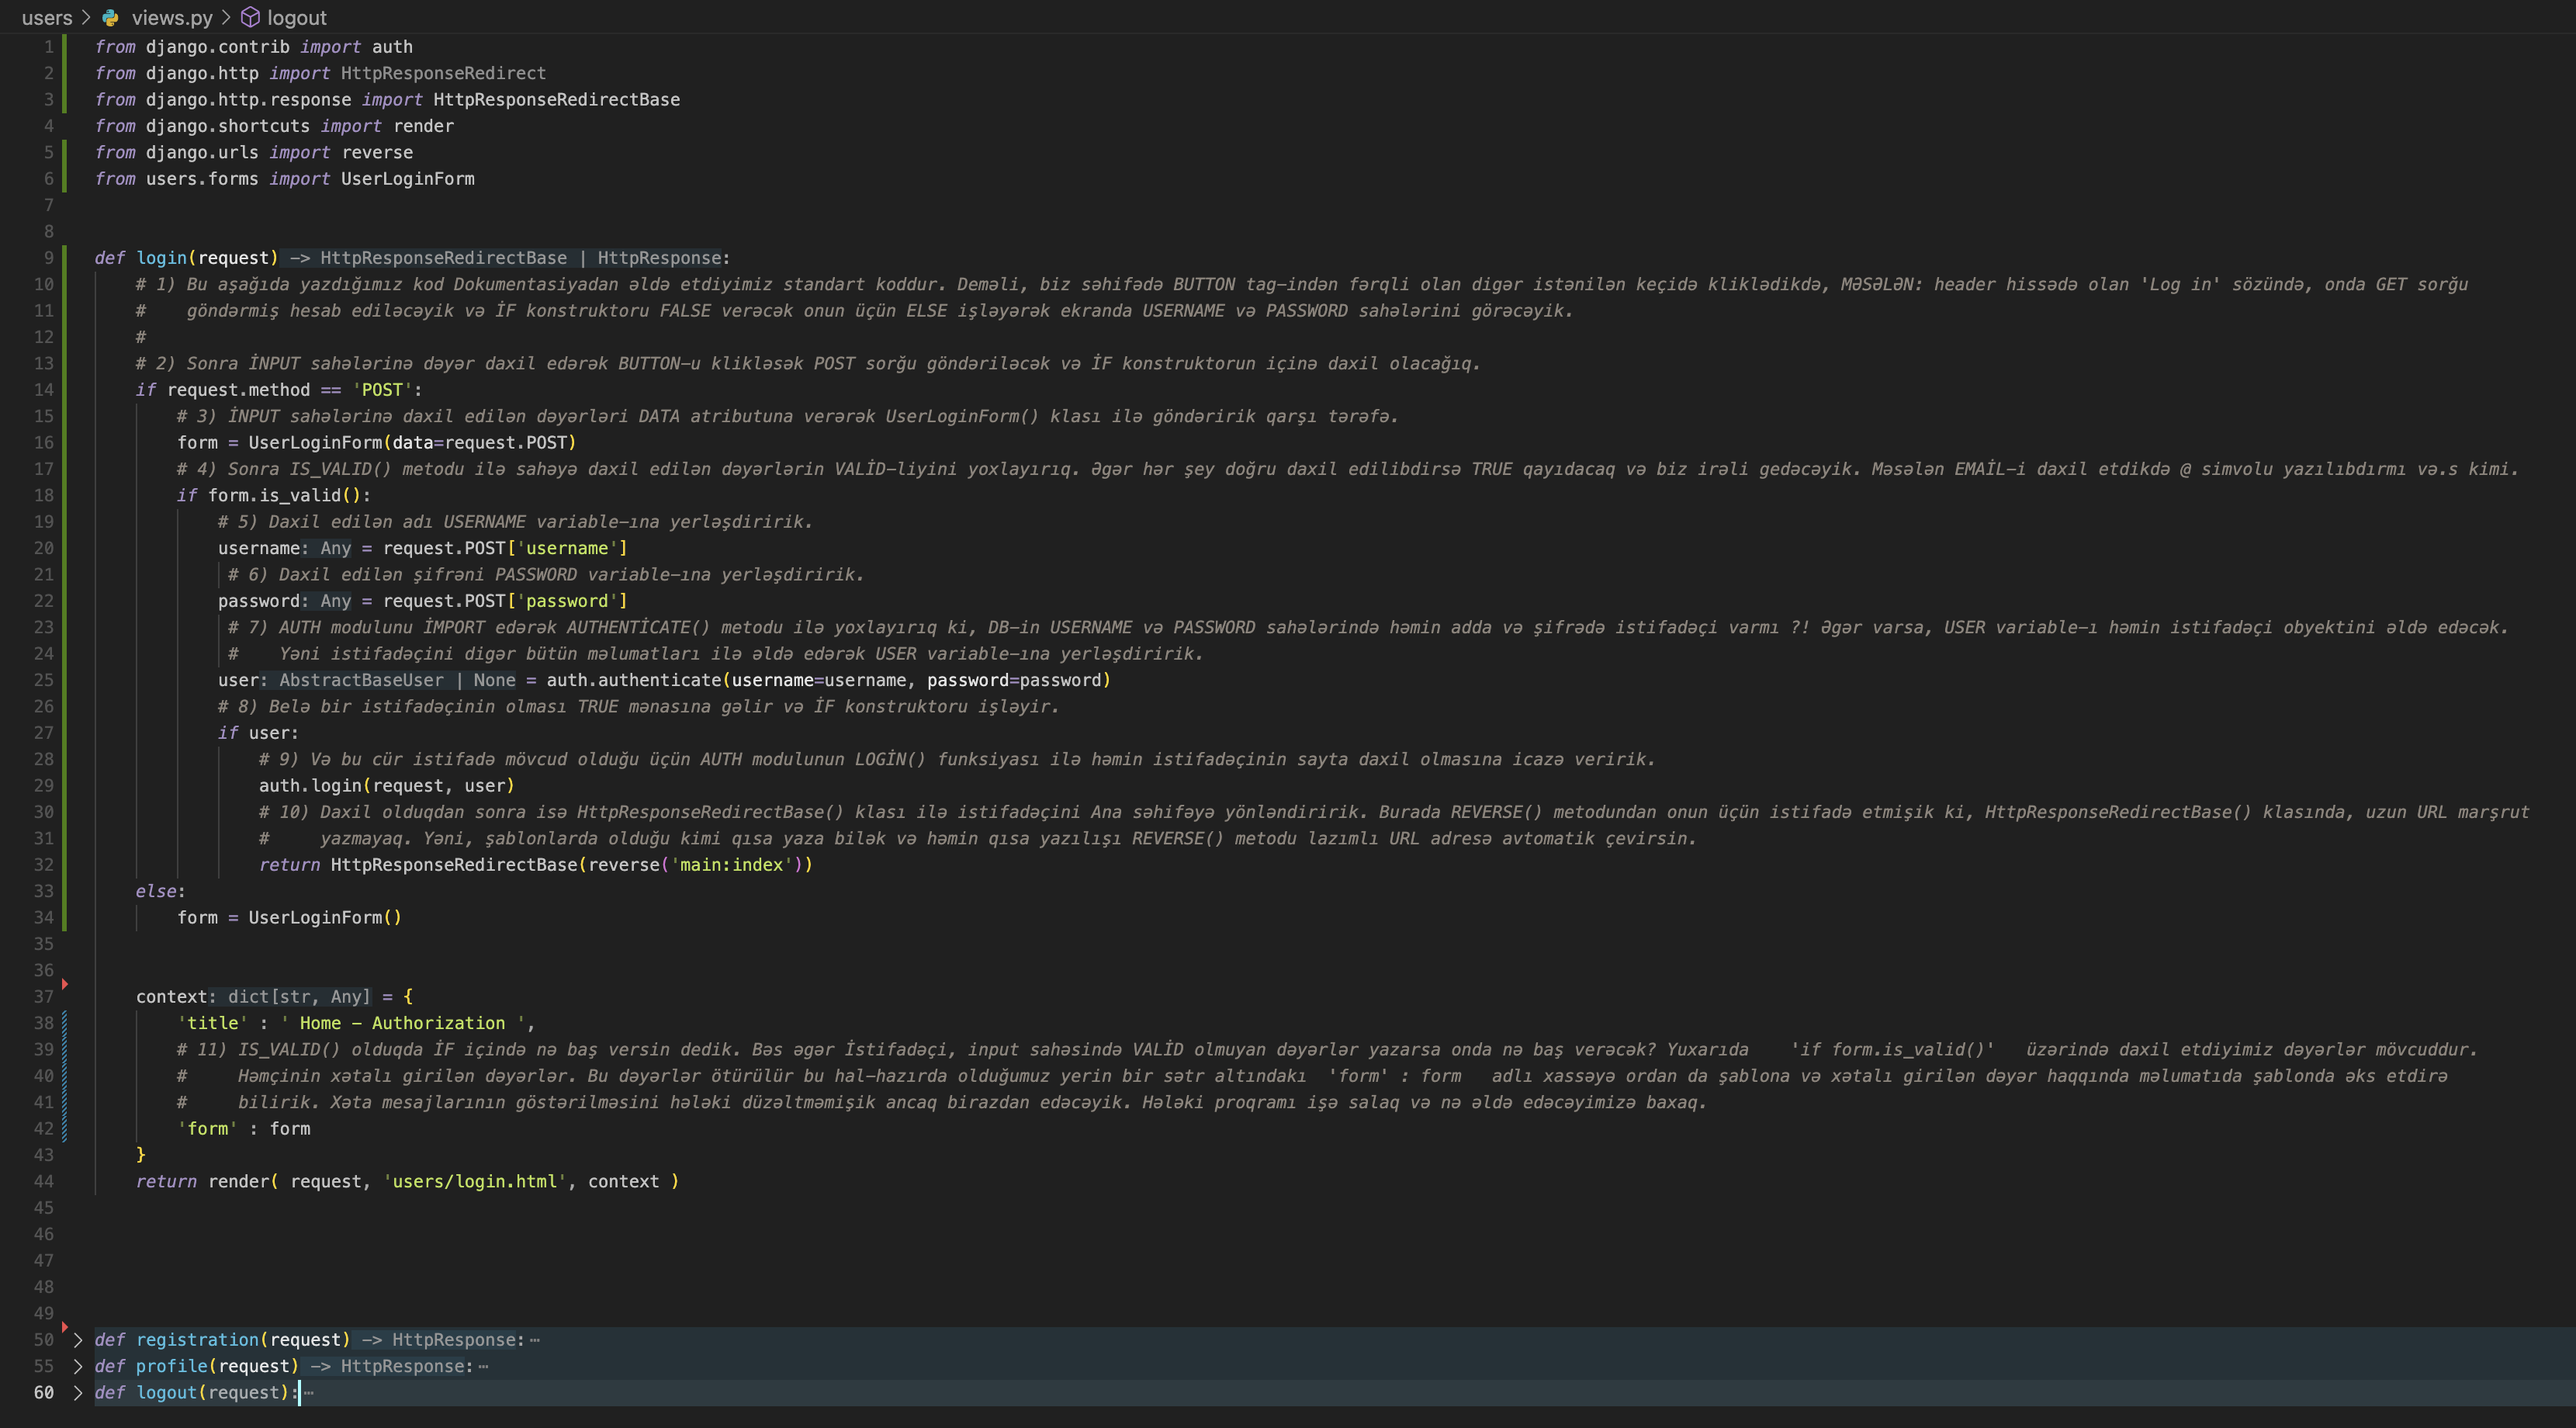 users > views.py > logout
1 from django.contrib import auth
2 from django.http import HttpResponseRedirect
3 from django.http.response import HttpResponseRedirectBase
4 from django.shortcuts import render
5 from django.urls import reverse
6 from users.forms import UserLoginForm
7
8
9 def login(request) -> HttpResponseRedirectBase | HttpResponse:
10 # 1) Bu aşağıda yazdığımız kod Dokumentasiyadan əldə etdiyimiz standart koddur. Deməli, biz səhifədə BUTTON tag-indən fərqli olan digər istənilən keçidə kliklədikdə, MƏSƏLƏN: header hissədə olan 'Log in' sözündə, onda GET sorğu
11 # göndərmiş hesab ediləcəyik və İF konstruktoru FALSE verəcək onun üçün ELSE işləyərək ekranda USERNAME və PASSWORD sahələrini görəcəyik.
12 #
13 # 2) Sonra İNPUT sahələrinə dəyər daxil edərək BUTTON-u klikləsək POST sorğu göndəriləcək və İF konstruktorun içinə daxil olacağıq.
14 if request.method == 'POST':
15 # 3) İNPUT sahələrinə daxil edilən dəyərləri DATA atributuna verərək UserLoginForm() klası ilə göndəririk qarşı tərəfə.
16 form = UserLoginForm(data=request.POST)
17 # 4) Sonra IS_VALID() metodu ilə sahəyə daxil edilən dəyərlərin VALİD-liyini yoxlayırıq. Əgər hər şey doğru daxil edilibdirsə TRUE qayıdacaq və biz irəli gedəcəyik. Məsələn EMAİL-i daxil etdikdə @ simvolu yazılıbdırmı və.s kimi.
18 if form.is_valid():
19 # 5) Daxil edilən adı USERNAME variable-ına yerləşdiririk.
20 username: Any = request.POST['username']
21 # 6) Daxil edilən şifrəni PASSWORD variable-ına yerləşdiririk.
22 password: Any = request.POST['password']
23 # 7) AUTH modulunu İMPORT edərək AUTHENTİCATE() metodu ilə yoxlayırıq ki, DB-in USERNAME və PASSWORD sahələrində həmin adda və şifrədə istifadəçi varmı ?! Əgər varsa, USER variable-ı həmin istifadəçi obyektini əldə edəcək.
24 # Yəni istifadəçini digər bütün məlumatları ilə əldə edərək USER variable-ına yerləşdiririk.
25 user: AbstractBaseUser | None = auth.authenticate(username=username, password=password)
26 # 8) Belə bir istifadəçinin olması TRUE mənasına gəlir və İF konstruktoru işləyir.
27 if user:
28 # 9) Və bu cür istifadə mövcud olduğu üçün AUTH modulunun LOGİN() funksiyası ilə həmin istifadəçinin sayta daxil olmasına icazə veririk.
29 auth.login(request, user)
30 # 10) Daxil olduqdan sonra isə HttpResponseRedirectBase() klası ilə istifadəçini Ana səhifəyə yönləndiririk. Burada REVERSE() metodundan onun üçün istifadə etmişik ki, HttpResponseRedirectBase() klasında, uzun URL marşrut
31 # yazmayaq. Yəni, şablonlarda olduğu kimi qısa yaza bilək və həmin qısa yazılışı REVERSE() metodu lazımlı URL adresə avtomatik çevirsin.
32 return HttpResponseRedirectBase(reverse('main:index'))
33 else:
34 form = UserLoginForm()
35
36
37 context: dict[str, Any] = {
38 'title' : ' Home - Authorization ',
39 # 11) IS_VALID() olduqda İF içində nə baş versin dedik. Bəs əgər İstifadəçi, input sahəsində VALİD olmuyan dəyərlər yazarsa onda nə baş verəcək? Yuxarıda 'if form.is_valid()' üzərində daxil etdiyimiz dəyərlər mövcuddur.
40 # Həmçinin xətalı girilən dəyərlər. Bu dəyərlər ötürülür bu hal-hazırda olduğumuz yerin bir sətr altındakı 'form' : form adlı xassəyə ordan da şablona və xətalı girilən dəyər haqqında məlumatıda şablonda əks etdirə
41 # bilirik. Xəta mesajlarının göstərilməsini hələki düzəltməmişik ancaq birazdan edəcəyik. Hələki proqramı işə salaq və nə əldə edəcəyimizə baxaq.
42 'form' : form
43 }
44 return render( request, 'users/login.html', context )
45
46
47
48
49
50 def registration(request) -> HttpResponse: ⋯
55 def profile(request) -> HttpResponse: ⋯
60 def logout(request): ⋯